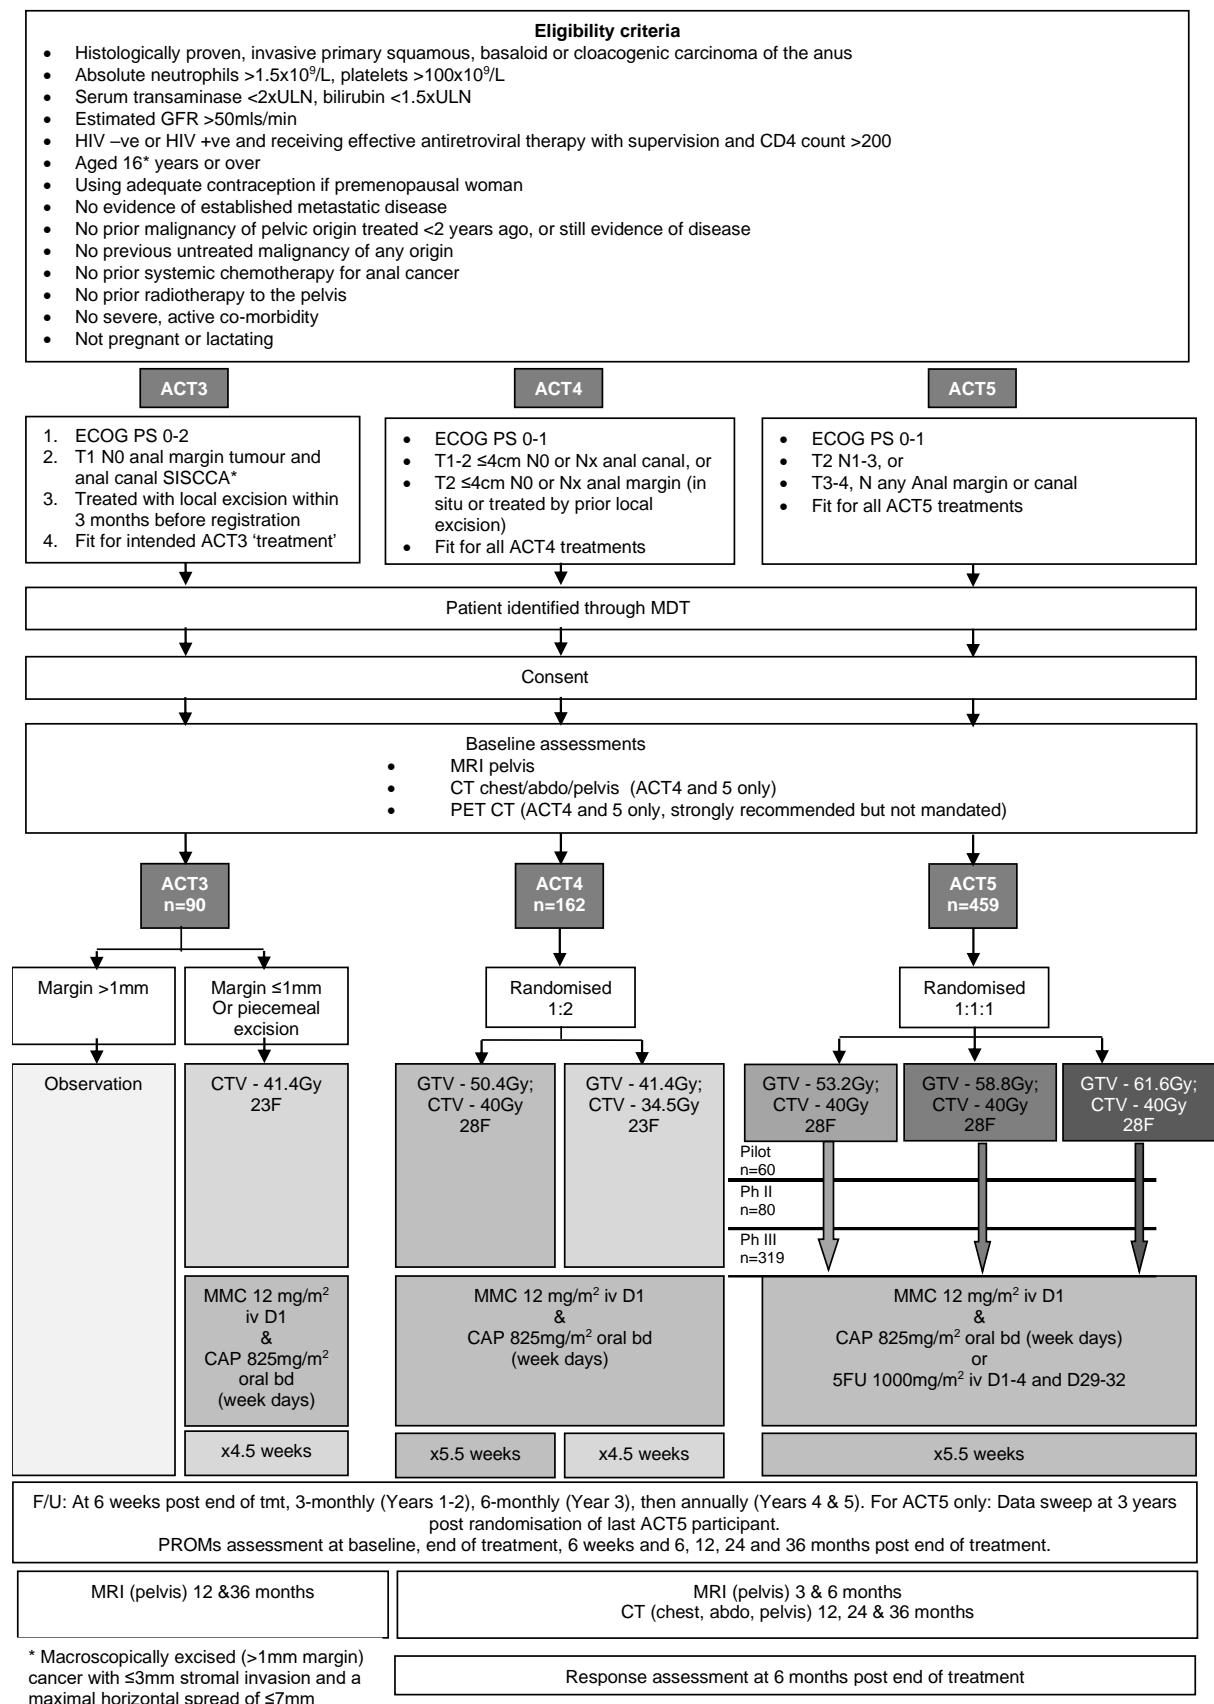 Eligibility criteria
• Histologically proven, invasive primary squamous, basaloid or cloacogenic carcinoma of the anus
• Absolute neutrophils >1.5x10⁹/L, platelets >100x10⁹/L
• Serum transaminase <2xULN, bilirubin <1.5xULN
• Estimated GFR >50mls/min
• HIV –ve or HIV +ve and receiving effective antiretroviral therapy with supervision and CD4 count >200
• Aged 16* years or over
• Using adequate contraception if premenopausal woman
• No evidence of established metastatic disease
• No prior malignancy of pelvic origin treated <2 years ago, or still evidence of disease
• No previous untreated malignancy of any origin
• No prior systemic chemotherapy for anal cancer
• No prior radiotherapy to the pelvis
• No severe, active co-morbidity
• Not pregnant or lactating
ACT3
1. ECOG PS 0-2
2. T1 N0 anal margin tumour and
anal canal SISCCA*
3. Treated with local excision within
3 months before registration
4. Fit for intended ACT3 ‘treatment’
ACT4
• ECOG PS 0-1
• T1-2 ≤4cm N0 or Nx anal canal, or
• T2 ≤4cm N0 or Nx anal margin (in
situ or treated by prior local
excision)
• Fit for all ACT4 treatments
ACT5
• ECOG PS 0-1
• T2 N1-3, or
• T3-4, N any Anal margin or canal
• Fit for all ACT5 treatments
Patient identified through MDT
Consent
Baseline assessments
• MRI pelvis
• CT chest/abdo/pelvis (ACT4 and 5 only)
• PET CT (ACT4 and 5 only, strongly recommended but not mandated)
ACT3
n=90
ACT4
n=162
ACT5
n=459
Margin >1mm
Margin ≤1mm
Or piecemeal
excision
Randomised
1:2
Randomised
1:1:1
Observation
CTV - 41.4Gy
23F
GTV - 50.4Gy;
CTV - 40Gy
28F
GTV - 41.4Gy;
CTV - 34.5Gy
23F
GTV - 53.2Gy;
CTV - 40Gy
28F
GTV - 58.8Gy;
CTV - 40Gy
28F
GTV - 61.6Gy;
CTV - 40Gy
28F
Pilot
n=60
Ph II
n=80
Ph III
n=319
MMC 12 mg/m²
iv D1
&
CAP 825mg/m²
oral bd
(week days)
MMC 12 mg/m² iv D1
&
CAP 825mg/m² oral bd
(week days)
MMC 12 mg/m² iv D1
&
CAP 825mg/m² oral bd (week days)
or
5FU 1000mg/m² iv D1-4 and D29-32
x4.5 weeks
x5.5 weeks
x4.5 weeks
x5.5 weeks
F/U: At 6 weeks post end of tmt, 3-monthly (Years 1-2), 6-monthly (Year 3), then annually (Years 4 & 5). For ACT5 only: Data sweep at 3 years
post randomisation of last ACT5 participant.
PROMs assessment at baseline, end of treatment, 6 weeks and 6, 12, 24 and 36 months post end of treatment.
MRI (pelvis) 12 &36 months
MRI (pelvis) 3 & 6 months
CT (chest, abdo, pelvis) 12, 24 & 36 months
* Macroscopically excised (>1mm margin)
cancer with ≤3mm stromal invasion and a
maximal horizontal spread of ≤7mm
Response assessment at 6 months post end of treatment